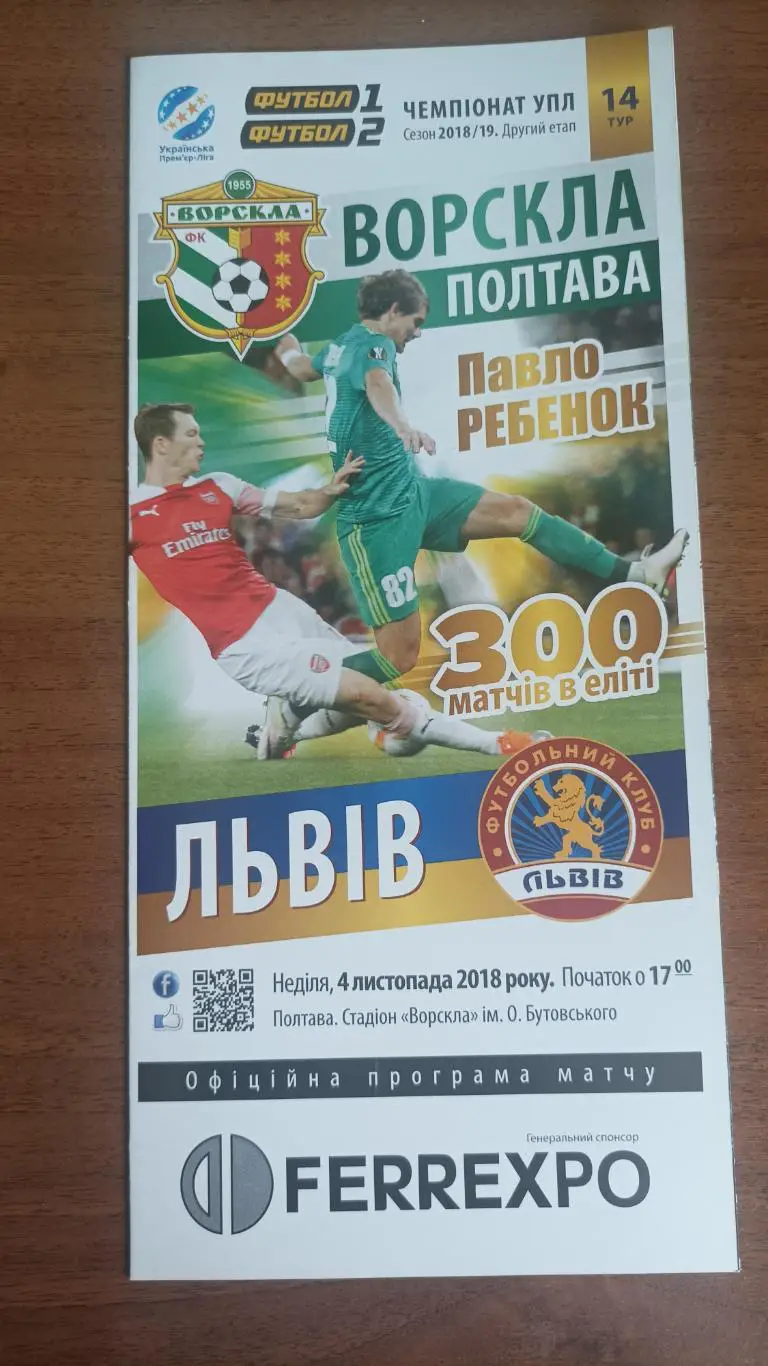 Українська
Прем'єр-Ліга
ФУТБОЛ 1
ФУТБОЛ 2
ЧЕМПІОНАТ УПЛ
Сезон 2018/19. Другий етап
14
ТУР
1955
ВОРСКЛА
ФК
ВОРСКЛА
ПОЛТАВА
Павло
РЕБЕНОК
Fly
Emirates
82
300
матчів в еліті
ЛЬВІВ
ФУТБОЛЬНИЙ КЛУБ
ЛЬВІВ
Неділя, 4 листопада 2018 року. Початок о 17 00
Полтава. Стадіон «Ворскла» ім. О. Бутовського
Офіційна програма матчу
Генеральний спонсор
FERREXPO